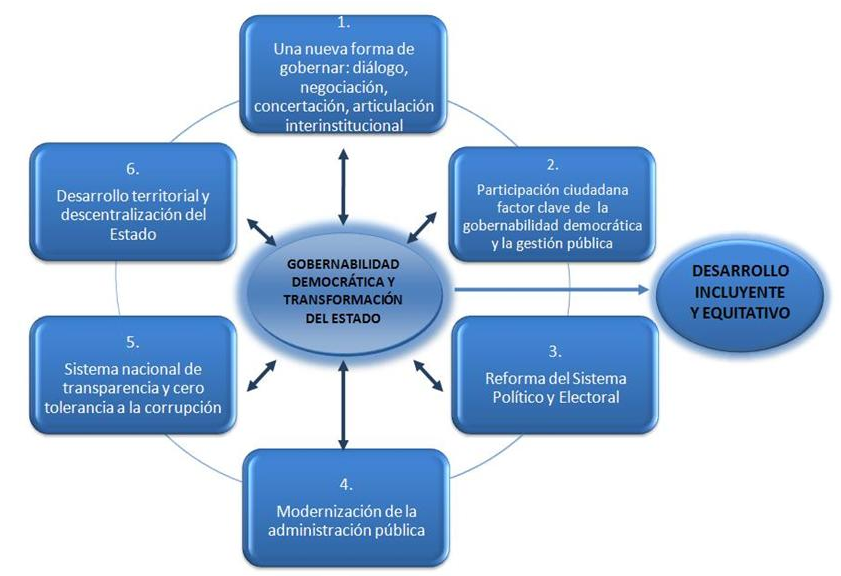 1.
Una nueva forma de
gobernar: diálogo,
negociación,
concertación, articulación
interinstitucional
2.
Participación ciudadana
factor clave de la
gobernabilidad democrática
y la gestión pública
3.
Reforma del Sistema
Político y Electoral
4.
Modernización de la
administración pública
5.
Sistema nacional de
transparencia y cero
tolerancia a la corrupción
6.
Desarrollo territorial y
descentralización del
Estado
GOBERNABILIDAD
DEMOCRÁTICA Y
TRANSFORMACIÓN
DEL ESTADO
DESARROLLO
INCLUYENTE
Y EQUITATIVO